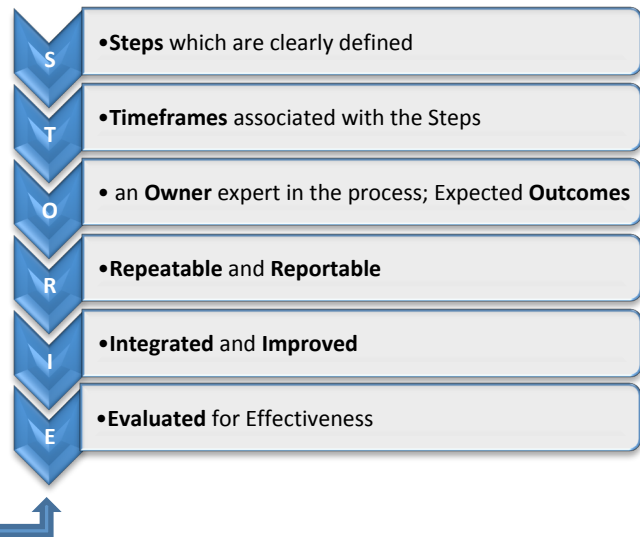 S
•Steps which are clearly defined
T
•Timeframes associated with the Steps
O
• an Owner expert in the process; Expected Outcomes
R
•Repeatable and Reportable
I
•Integrated and Improved
E
•Evaluated for Effectiveness